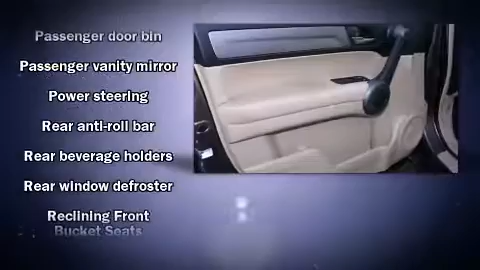 Passenger door bin
Passenger vanity mirror
Power steering
Rear anti-roll bar
Rear beverage holders
Rear window defroster
Reclining Front
Bucket Seats